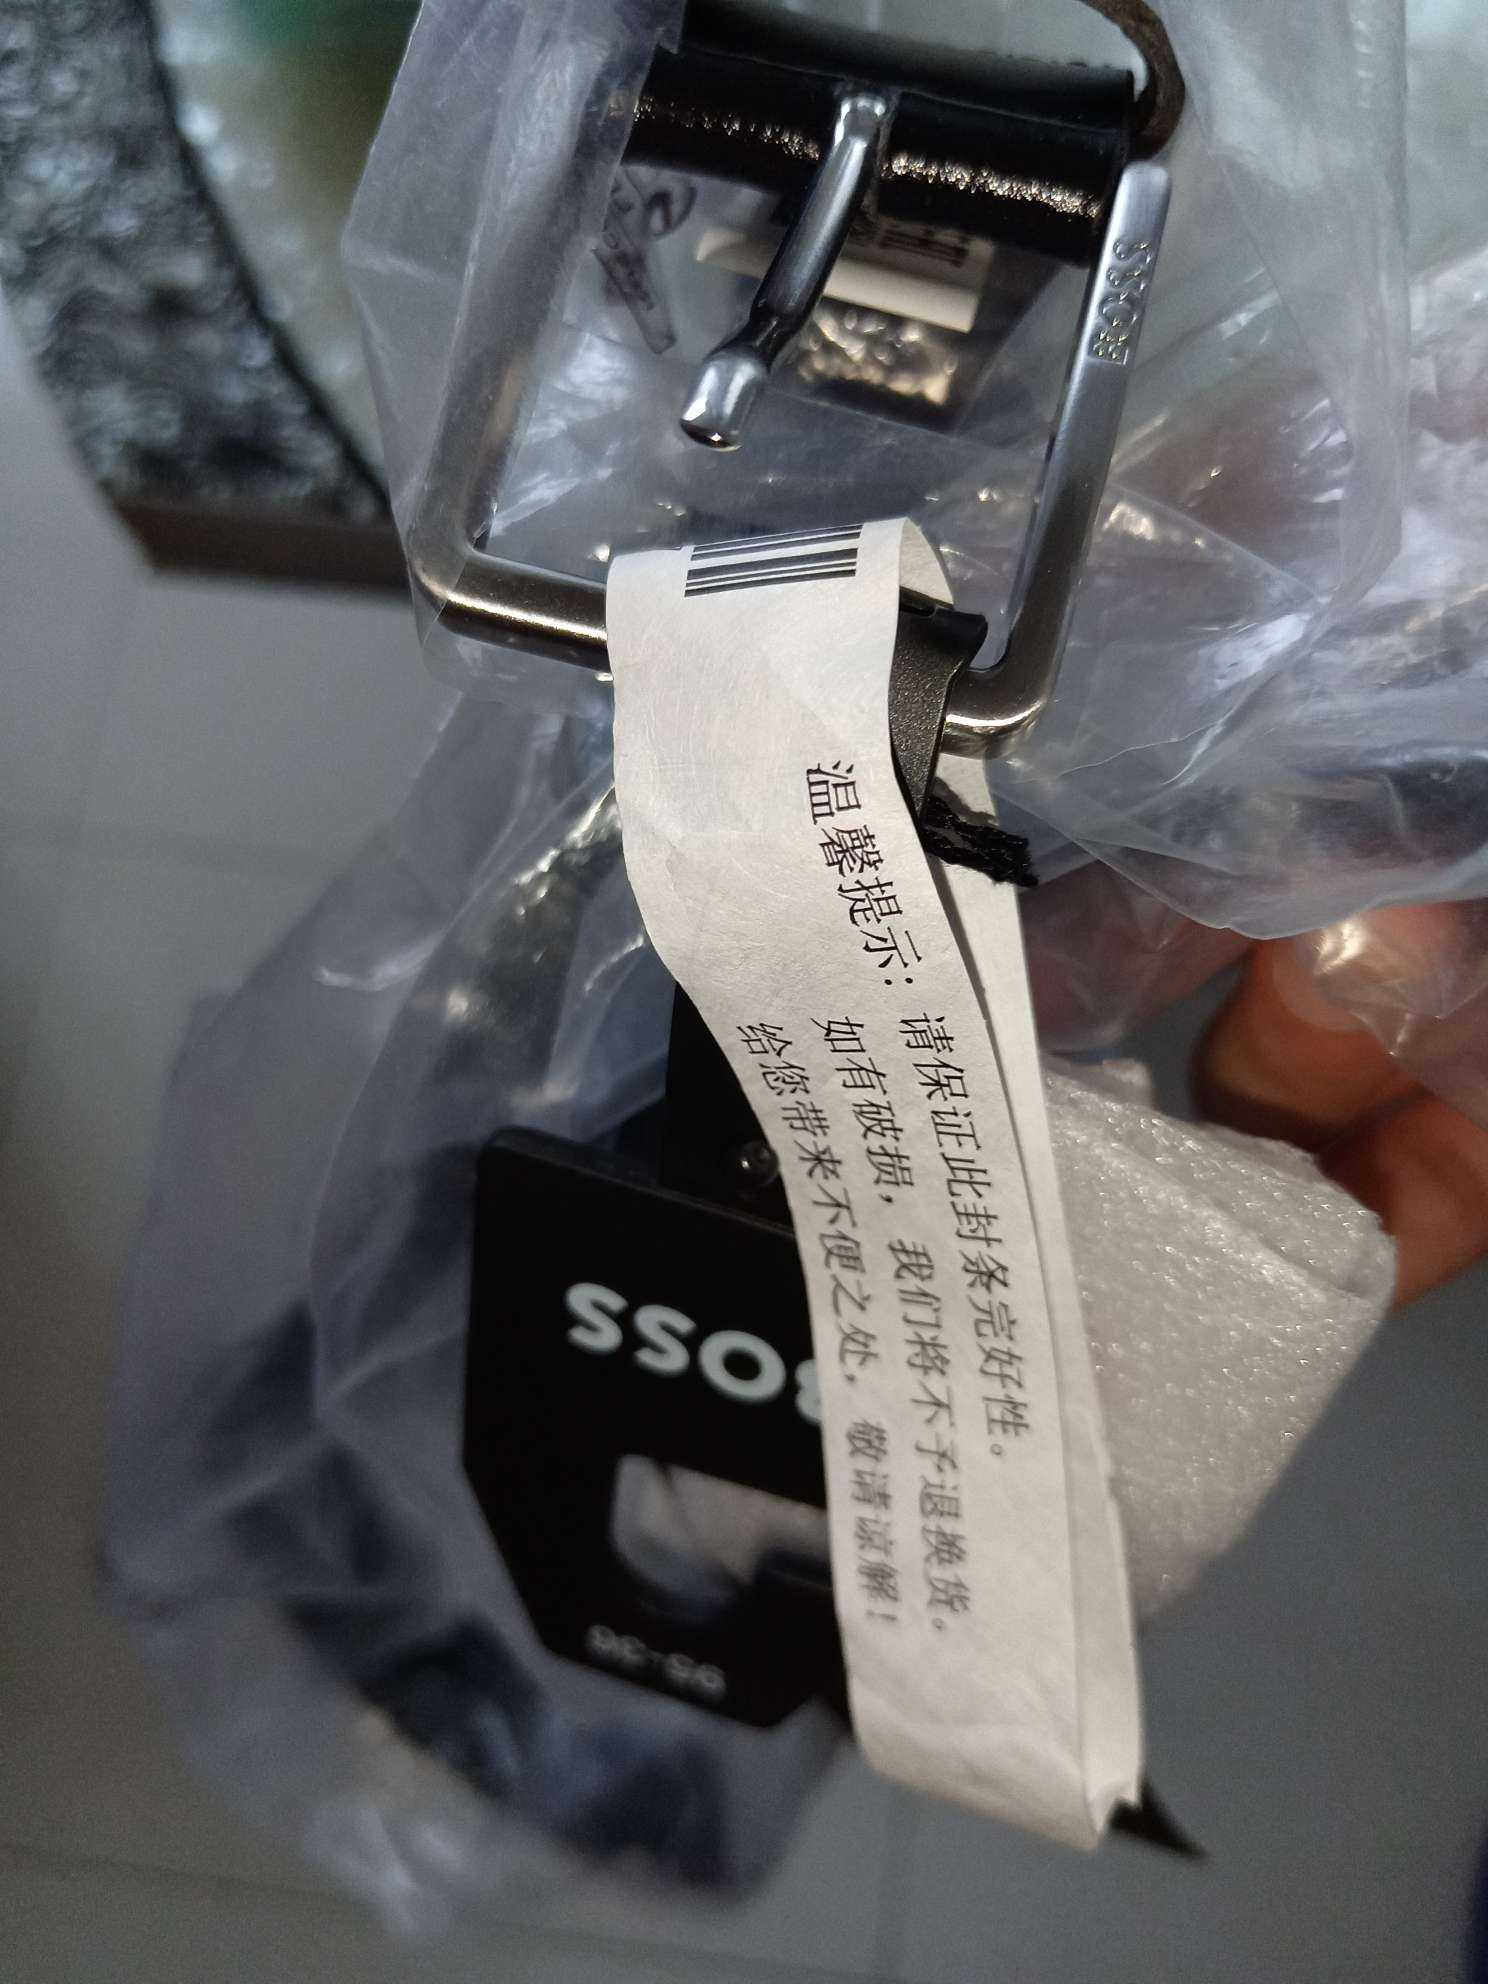 BOSS
温馨提示：请保证此封条完好性。
如有破损，我们将不予退换货。
给您带来不便之处，敬请谅解！
BOSS